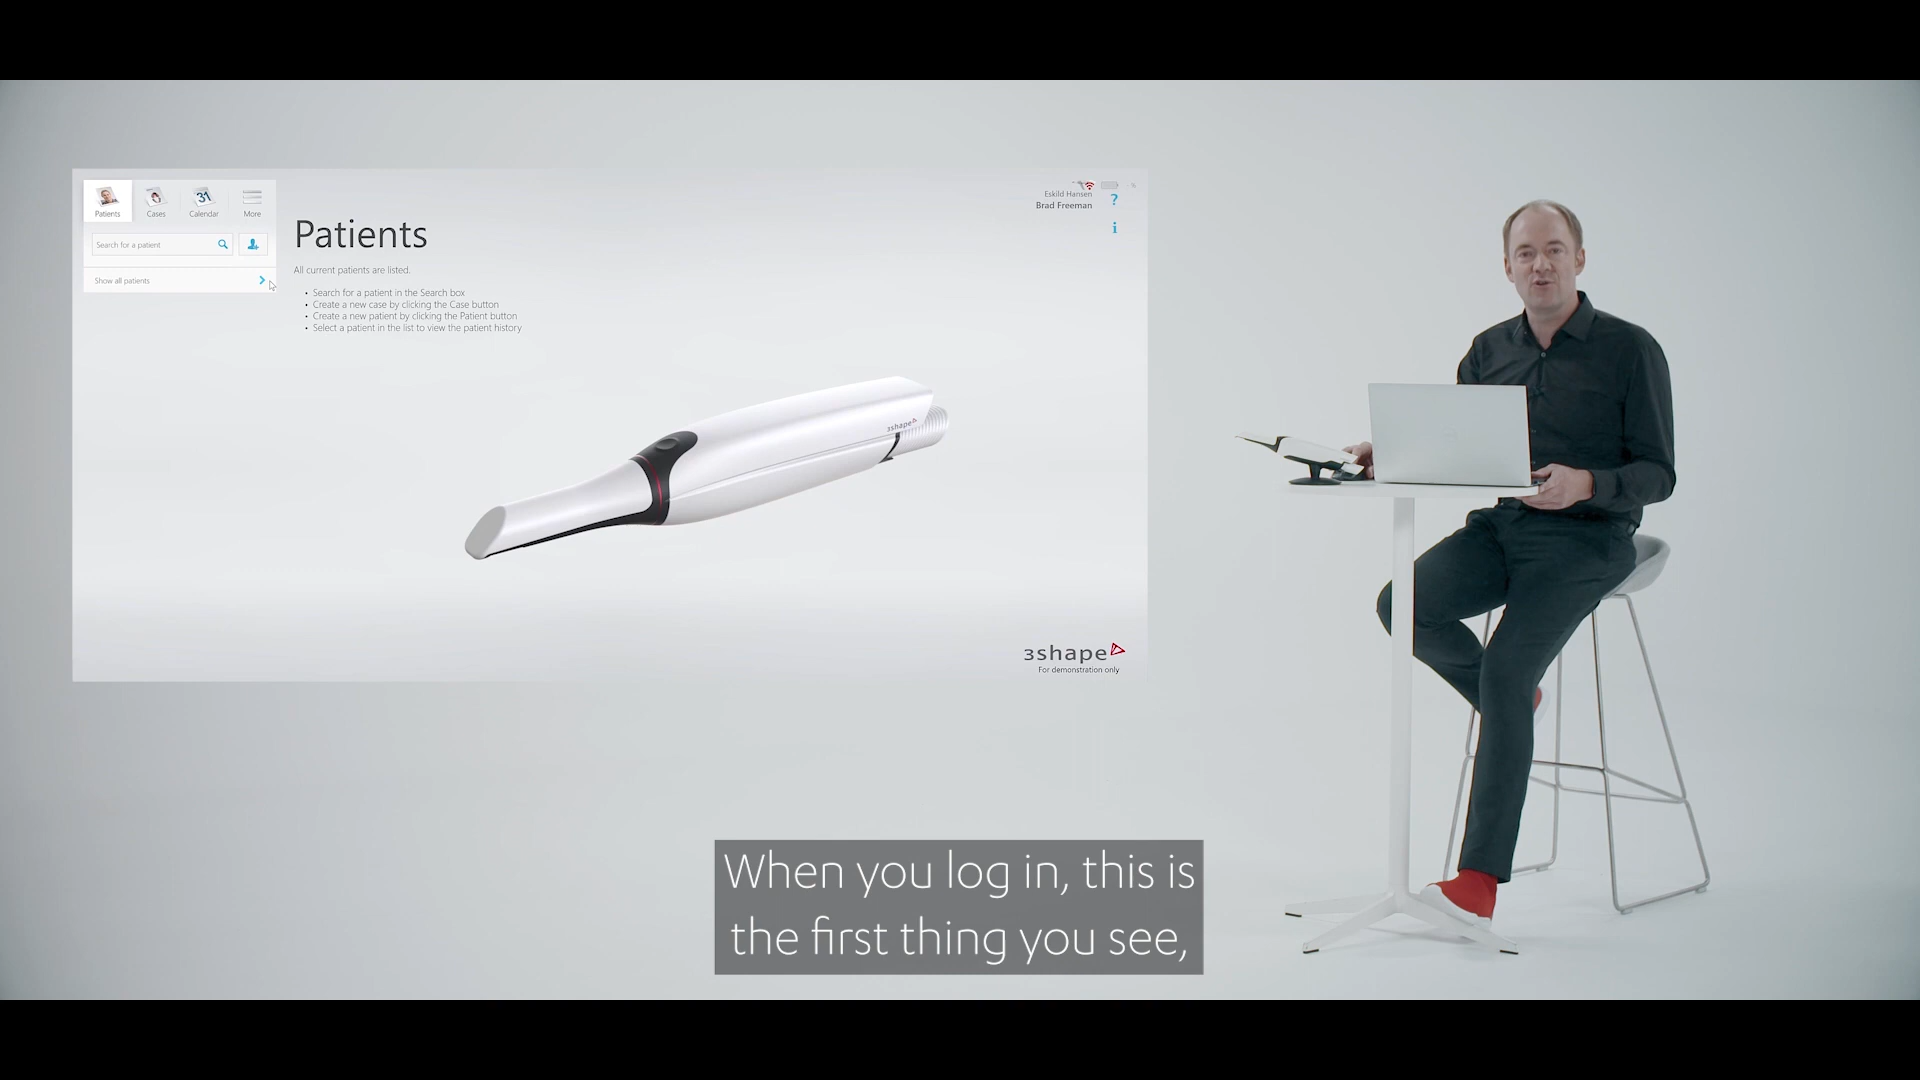 Patients
Cases
31
Calendar
More
Search for a patient
Show all patients
Patients
All current patients are listed.
• Search for a patient in the Search box
• Create a new case by clicking the Case button
• Create a new patient by clicking the Patient button
• Select a patient in the list to view the patient history
Eskild Hansen
Brad Freeman
?
i
3shape
3shape
For demonstration only
When you log in, this is
the first thing you see,